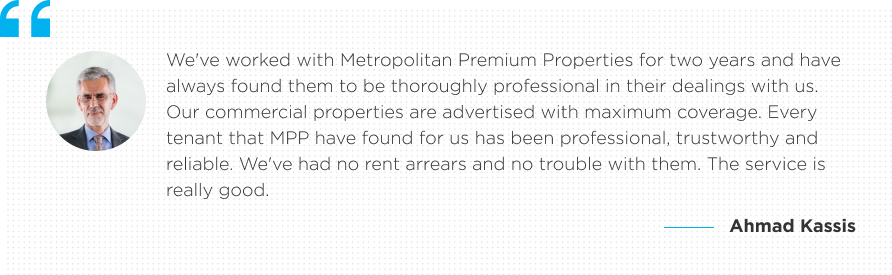 We've worked with Metropolitan Premium Properties for two years and have
always found them to be thoroughly professional in their dealings with us.
Our commercial properties are advertised with maximum coverage. Every
tenant that MPP have found for us has been professional, trustworthy and
reliable. We've had no rent arrears and no trouble with them. The service is
really good.
Ahmad Kassis